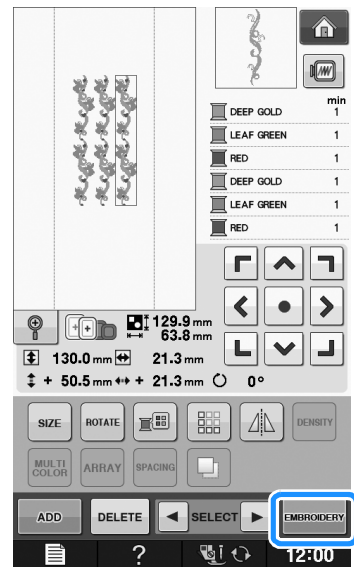 min
DEEP GOLD 1
LEAF GREEN 1
RED 1
DEEP GOLD 1
LEAF GREEN 1
RED 1
129.9 mm
63.8 mm
130.0 mm 21.3 mm
+ 50.5 mm + 21.3 mm 0°
SIZE ROTATE DENSITY
MULTI COLOR ARRAY SPACING
ADD DELETE SELECT EMBROIDERY
? 12:00